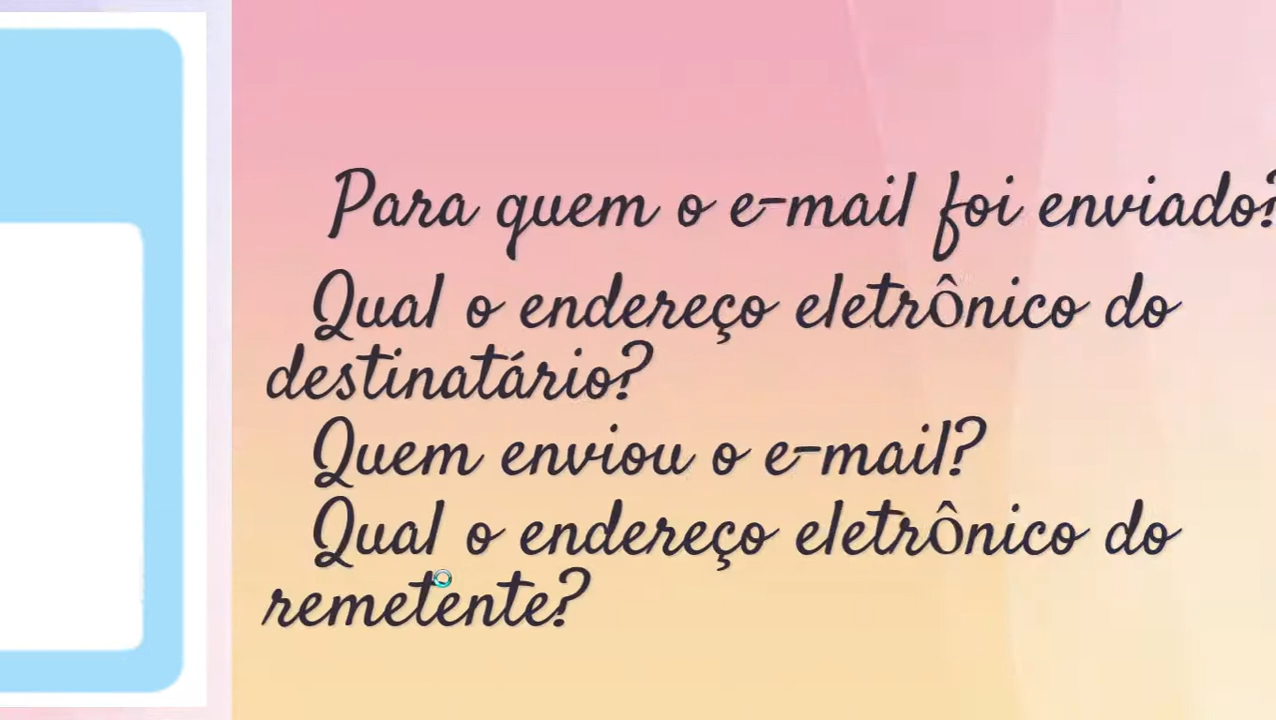 Para quem o e-mail foi enviado?
Qual o endereço eletrônico do
destinatário?
Quem enviou o e-mail?
Qual o endereço eletrônico do
remetente?